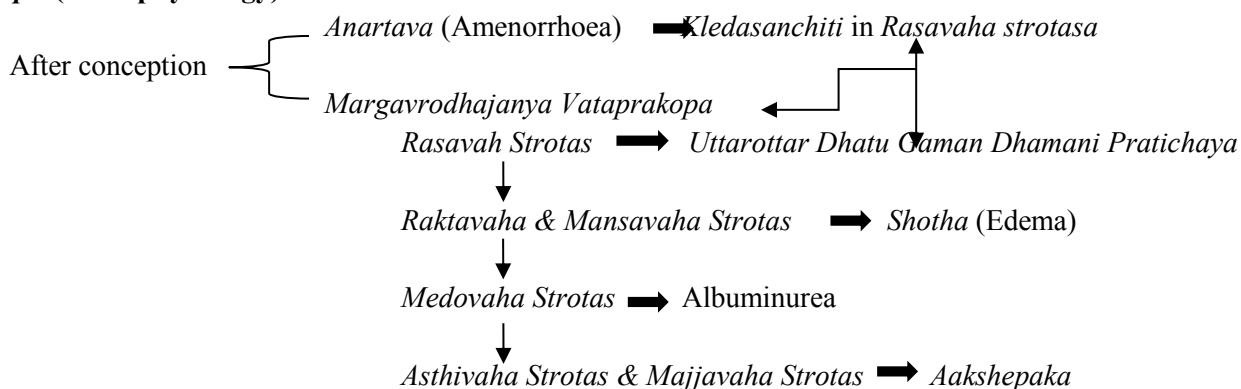 Anartava (Amenorrhoea) Kledasanchiti in Rasavaha strotasa
After conception
Margavrodhajanya Vataprakopa
Rasavah Strotas Uttarottar Dhatu Gaman Dhamani Pratichaya
Raktavaha & Mansavaha Strotas Shotha (Edema)
Medovaha Strotas Albuminurea
Asthivaha Strotas & Majjavaha Strotas Aakshepaka